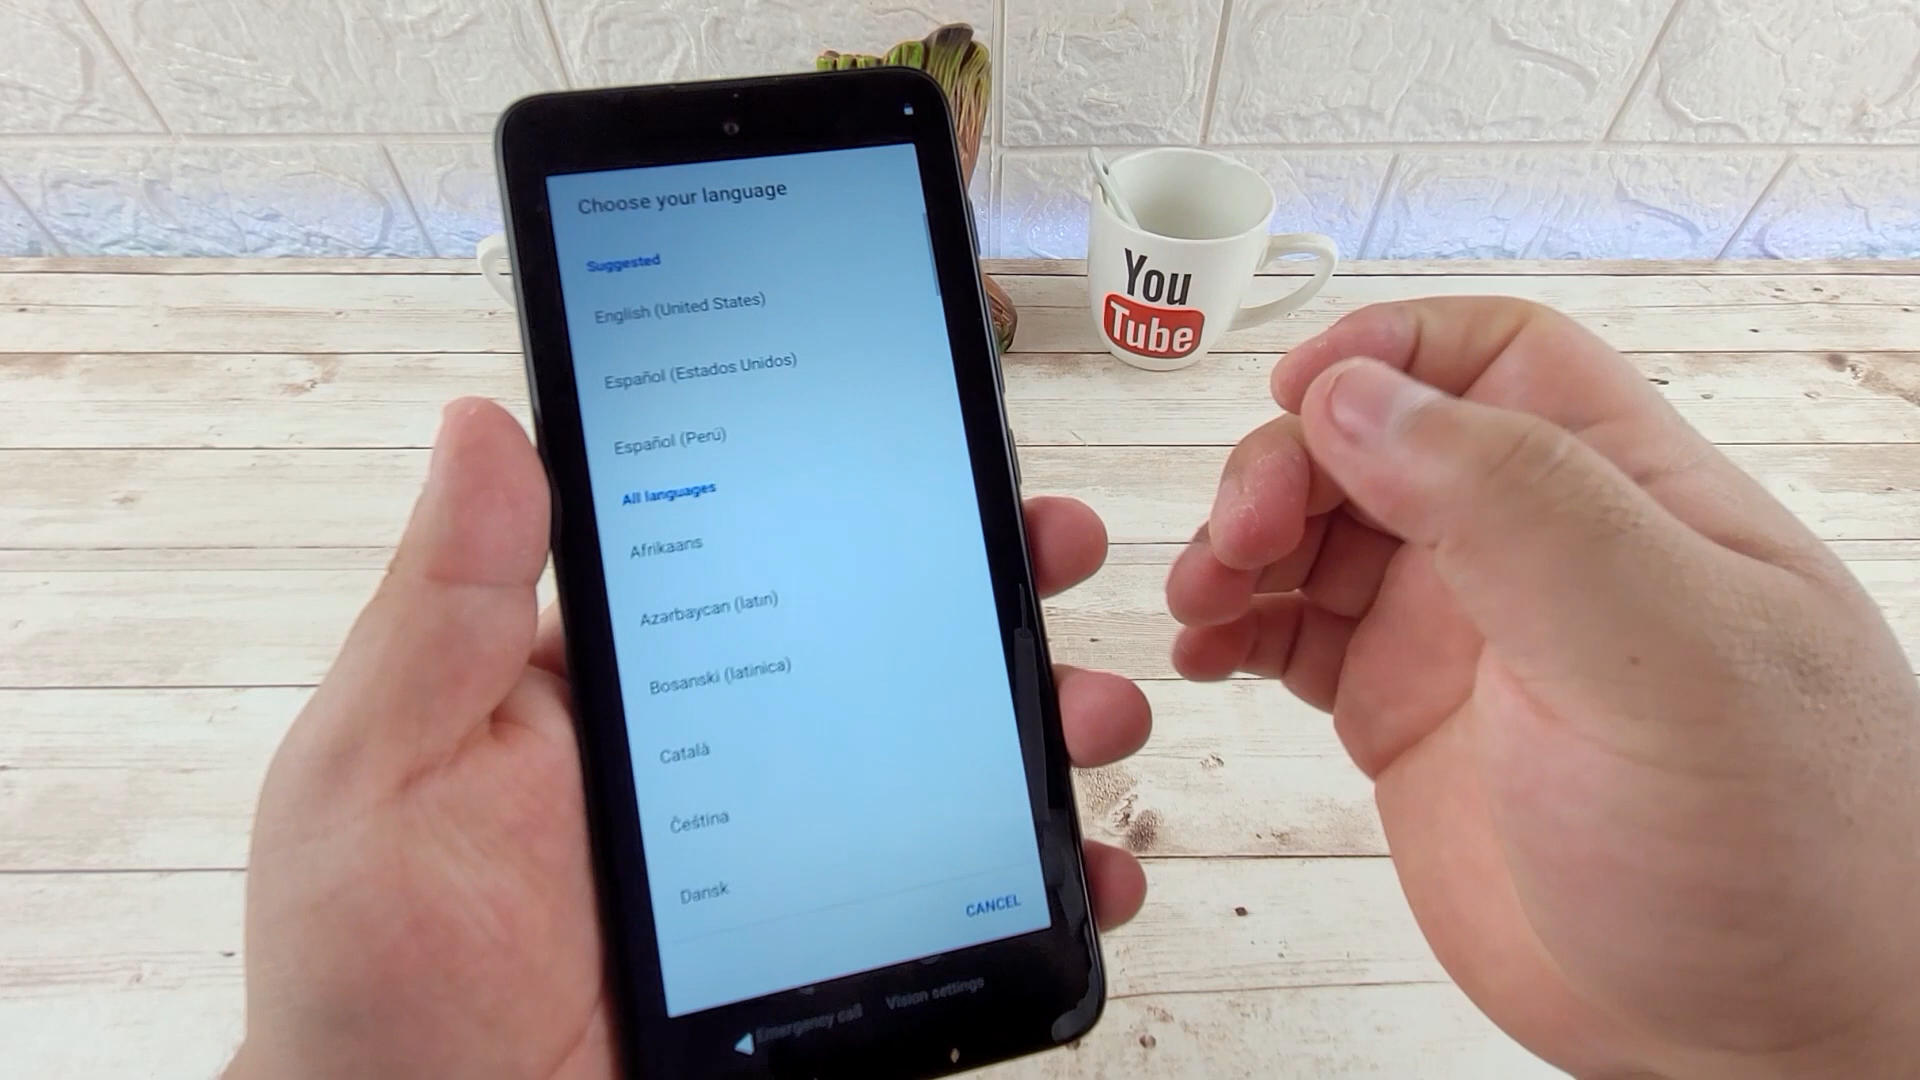 Choose your language
Suggested
English (United States)
Español (Estados Unidos)
Español (Perú)
All languages
Afrikaans
Azərbaycan (latın)
Bosanski (latinica)
Català
Čeština
Dansk
CANCEL
Emergency call
Vision settings
You
Tube